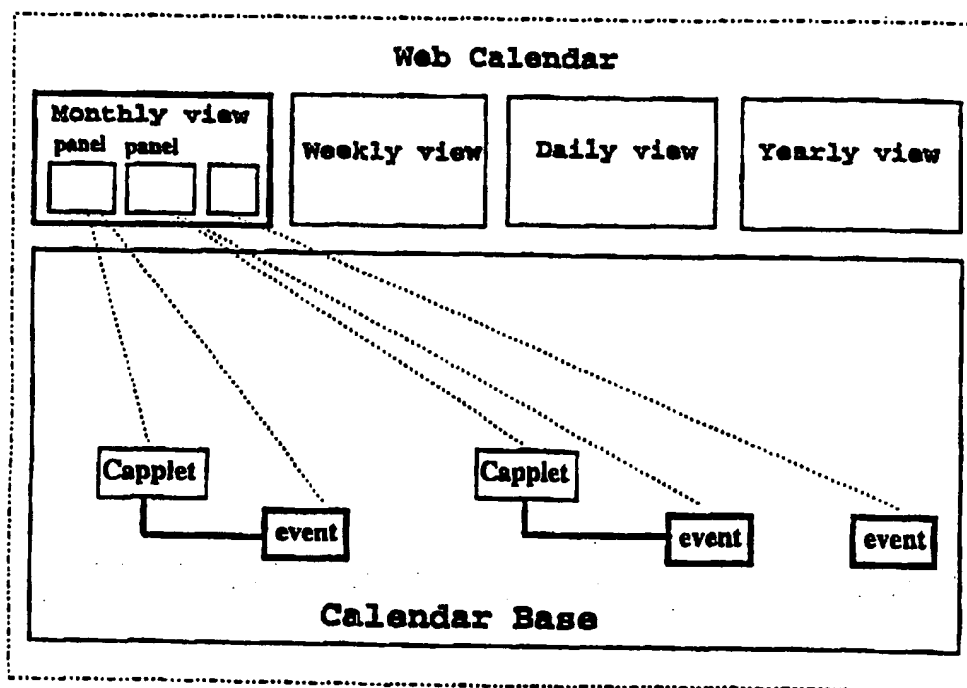 Web Calendar
Monthly view
panel panel
Weekly view
Daily view
Yearly view
Capplet
event
Capplet
event
event
Calendar Base